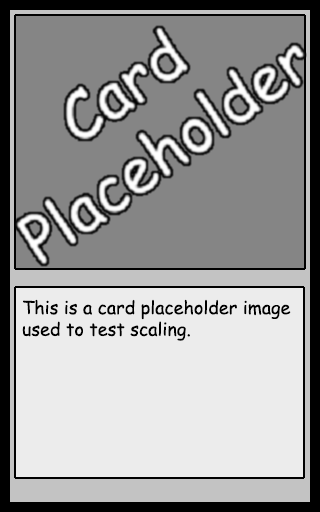 Card
Placeholder
This is a card placeholder image
used to test scaling.